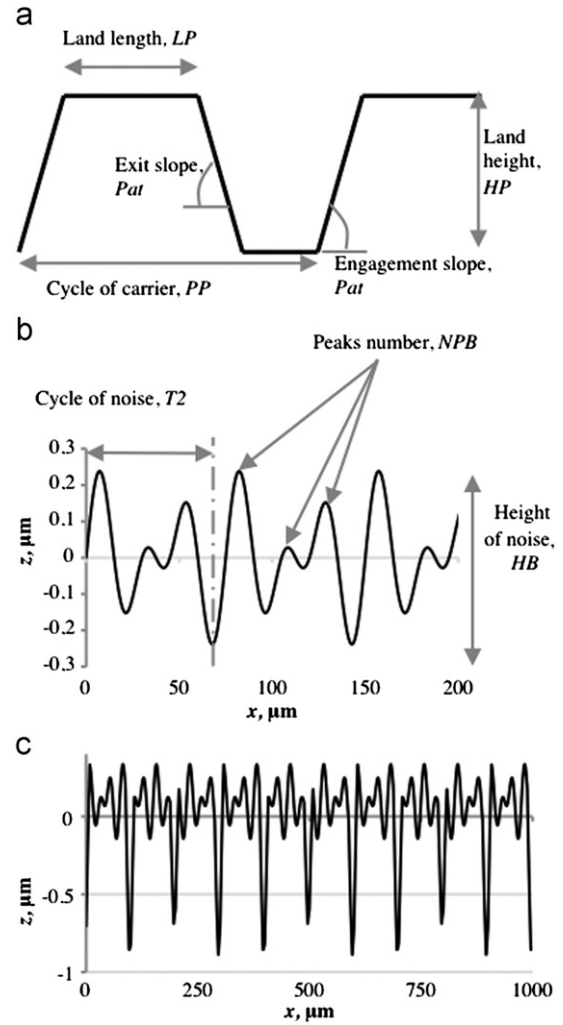 a
Land length, LP
Exit slope,
Pat
Land
height,
HP
Engagement slope,
Pat
Cycle of carrier, PP
b
Peaks number, NPB
Cycle of noise, T2
0.3
0.2
0.1
0
-0.1
-0.2
-0.3
z, µm
Height
of noise,
HB
0 50 100 150 200
x, µm
c
0
-0.5
-1
z, µm
0 250 500 750 1000
x, µm